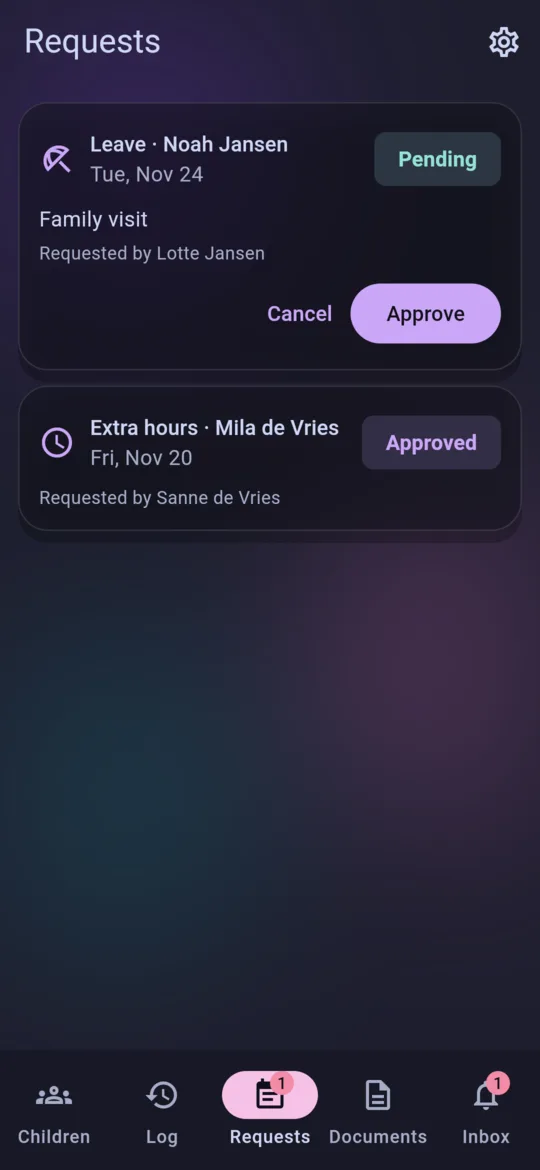 Requests
Leave · Noah Jansen
Tue, Nov 24
Pending
Family visit
Requested by Lotte Jansen
Cancel
Approve
Extra hours · Mila de Vries
Fri, Nov 20
Approved
Requested by Sanne de Vries
1
1
Children
Log
Requests
Documents
Inbox